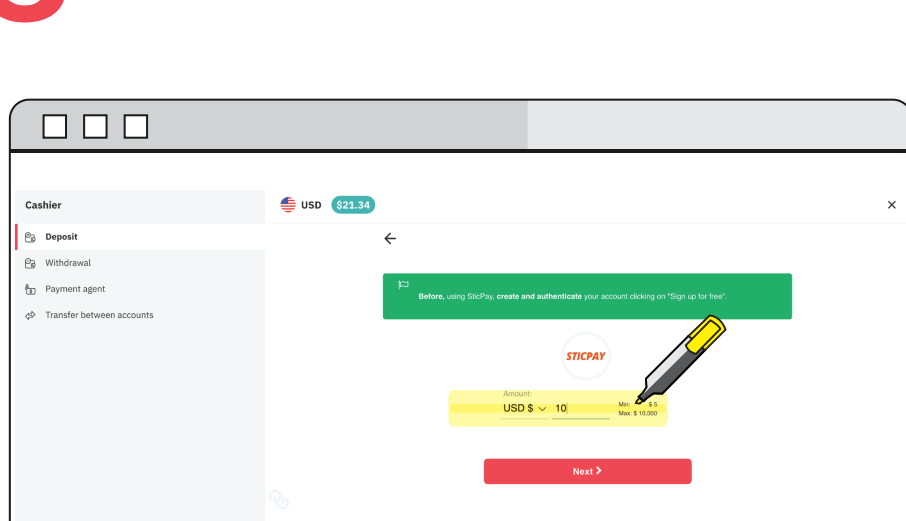 Cashier
USD $21.34
Deposit
Withdrawal
Payment agent
Transfer between accounts
Before, using SticPay, create and authenticate your account clicking on "Sign up for free".
STICPAY
Amount:
USD $ 10
Min: $ 5
Max: $ 10,000
Next